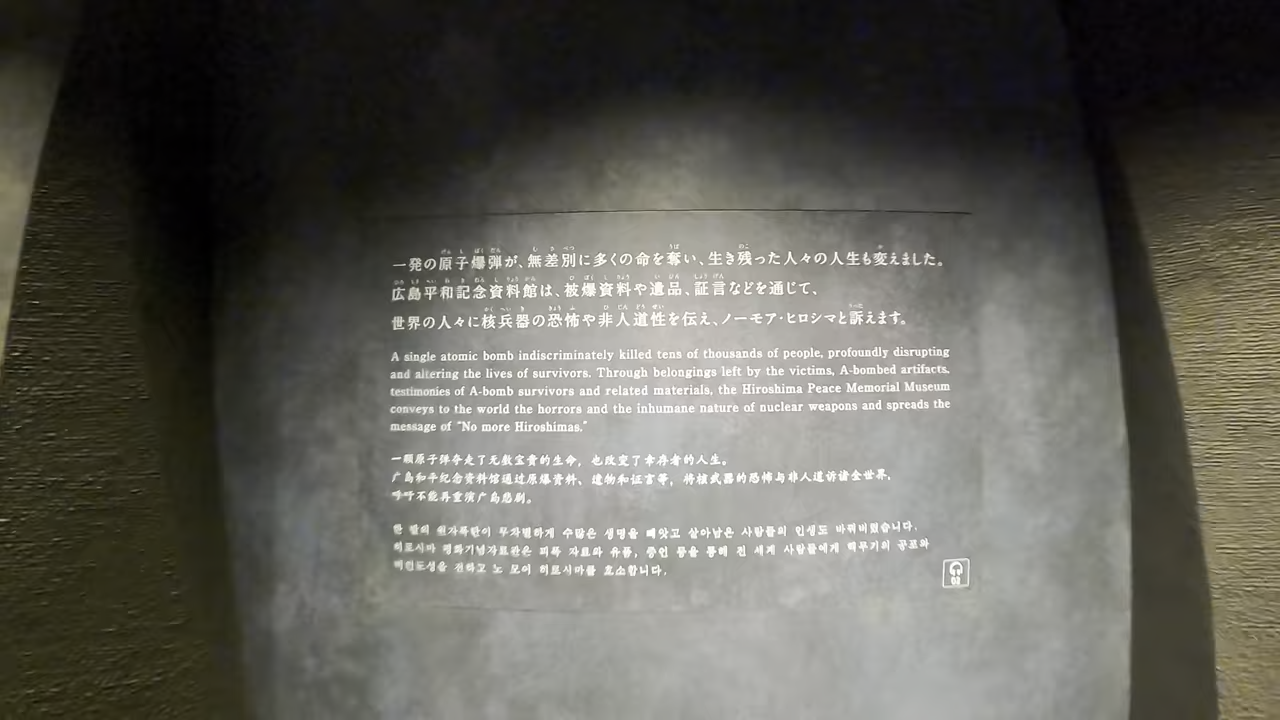 一発の原子爆弾が、無差別に多くの命を奪い、生き残った人々の人生も変えました。
広島平和記念資料館は、被爆資料や遺品、証言などを通じて、
世界の人々に核兵器の恐怖や非人道性を伝え、ノーモア・ヒロシマと訴えます。
A single atomic bomb indiscriminately killed tens of thousands of people, profoundly disrupting
and altering the lives of survivors. Through belongings left by the victims, A-bombed artifacts,
testimonies of A-bomb survivors and related materials, the Hiroshima Peace Memorial Museum
conveys to the world the horrors and the inhumane nature of nuclear weapons and spreads the
message of "No more Hiroshimas."
一颗原子弹夺走了无数宝贵的生命，也改变了幸存者的人生。
广岛和平纪念资料馆通过原爆资料、遗物和证言等，将核武器的恐怖与非人道诉诸全世界，
呼吁不能再重演广岛悲剧。
한 발의 원자폭탄이 무차별하게 수많은 생명을 빼앗고 살아남은 사람들의 인생도 바뀌버렸습니다.
히로시마 평화기념자료관은 피폭 자료와 유품, 증언 등을 통해 전 세계 사람들에게 핵무기의 공포와
비인도성을 전하고 노 모어 히로시마를 호소합니다.
03